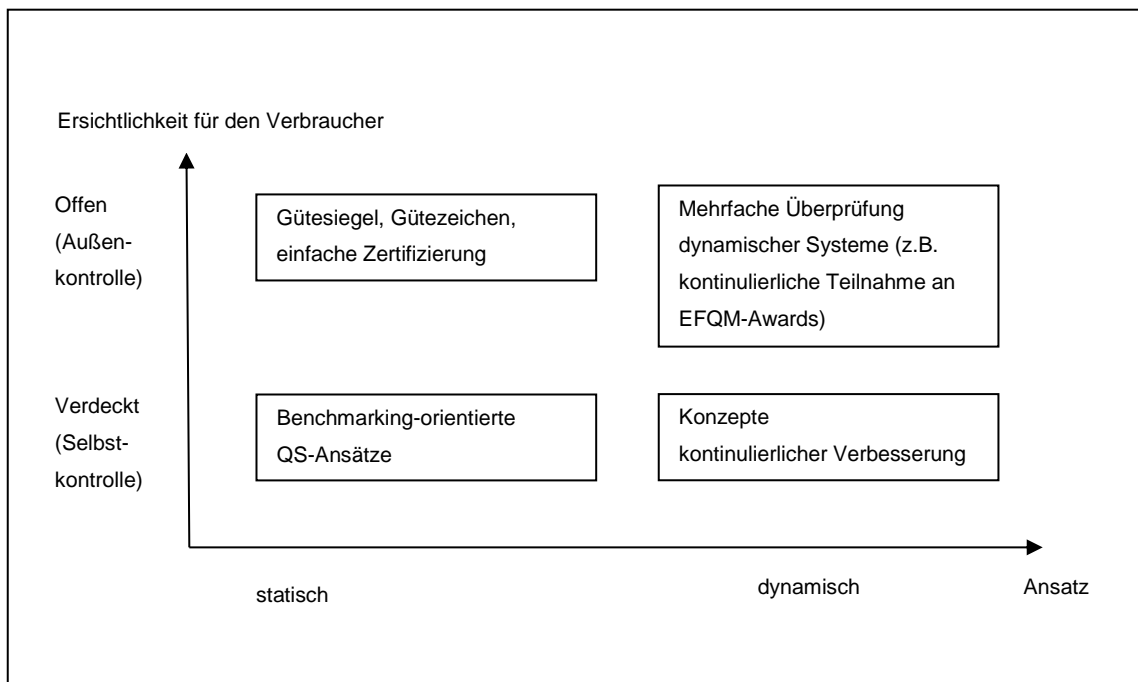 Ersichtlichkeit für den Verbraucher
Offen
(Außen-
kontrolle)
Gütesiegel, Gütezeichen,
einfache Zertifizierung
Mehrfache Überprüfung
dynamischer Systeme (z.B.
kontinulierliche Teilnahme an
EFQM-Awards)
Verdeckt
(Selbst-
kontrolle)
Benchmarking-orientierte
QS-Ansätze
Konzepte
kontinulierlicher Verbesserung
statisch
dynamisch
Ansatz